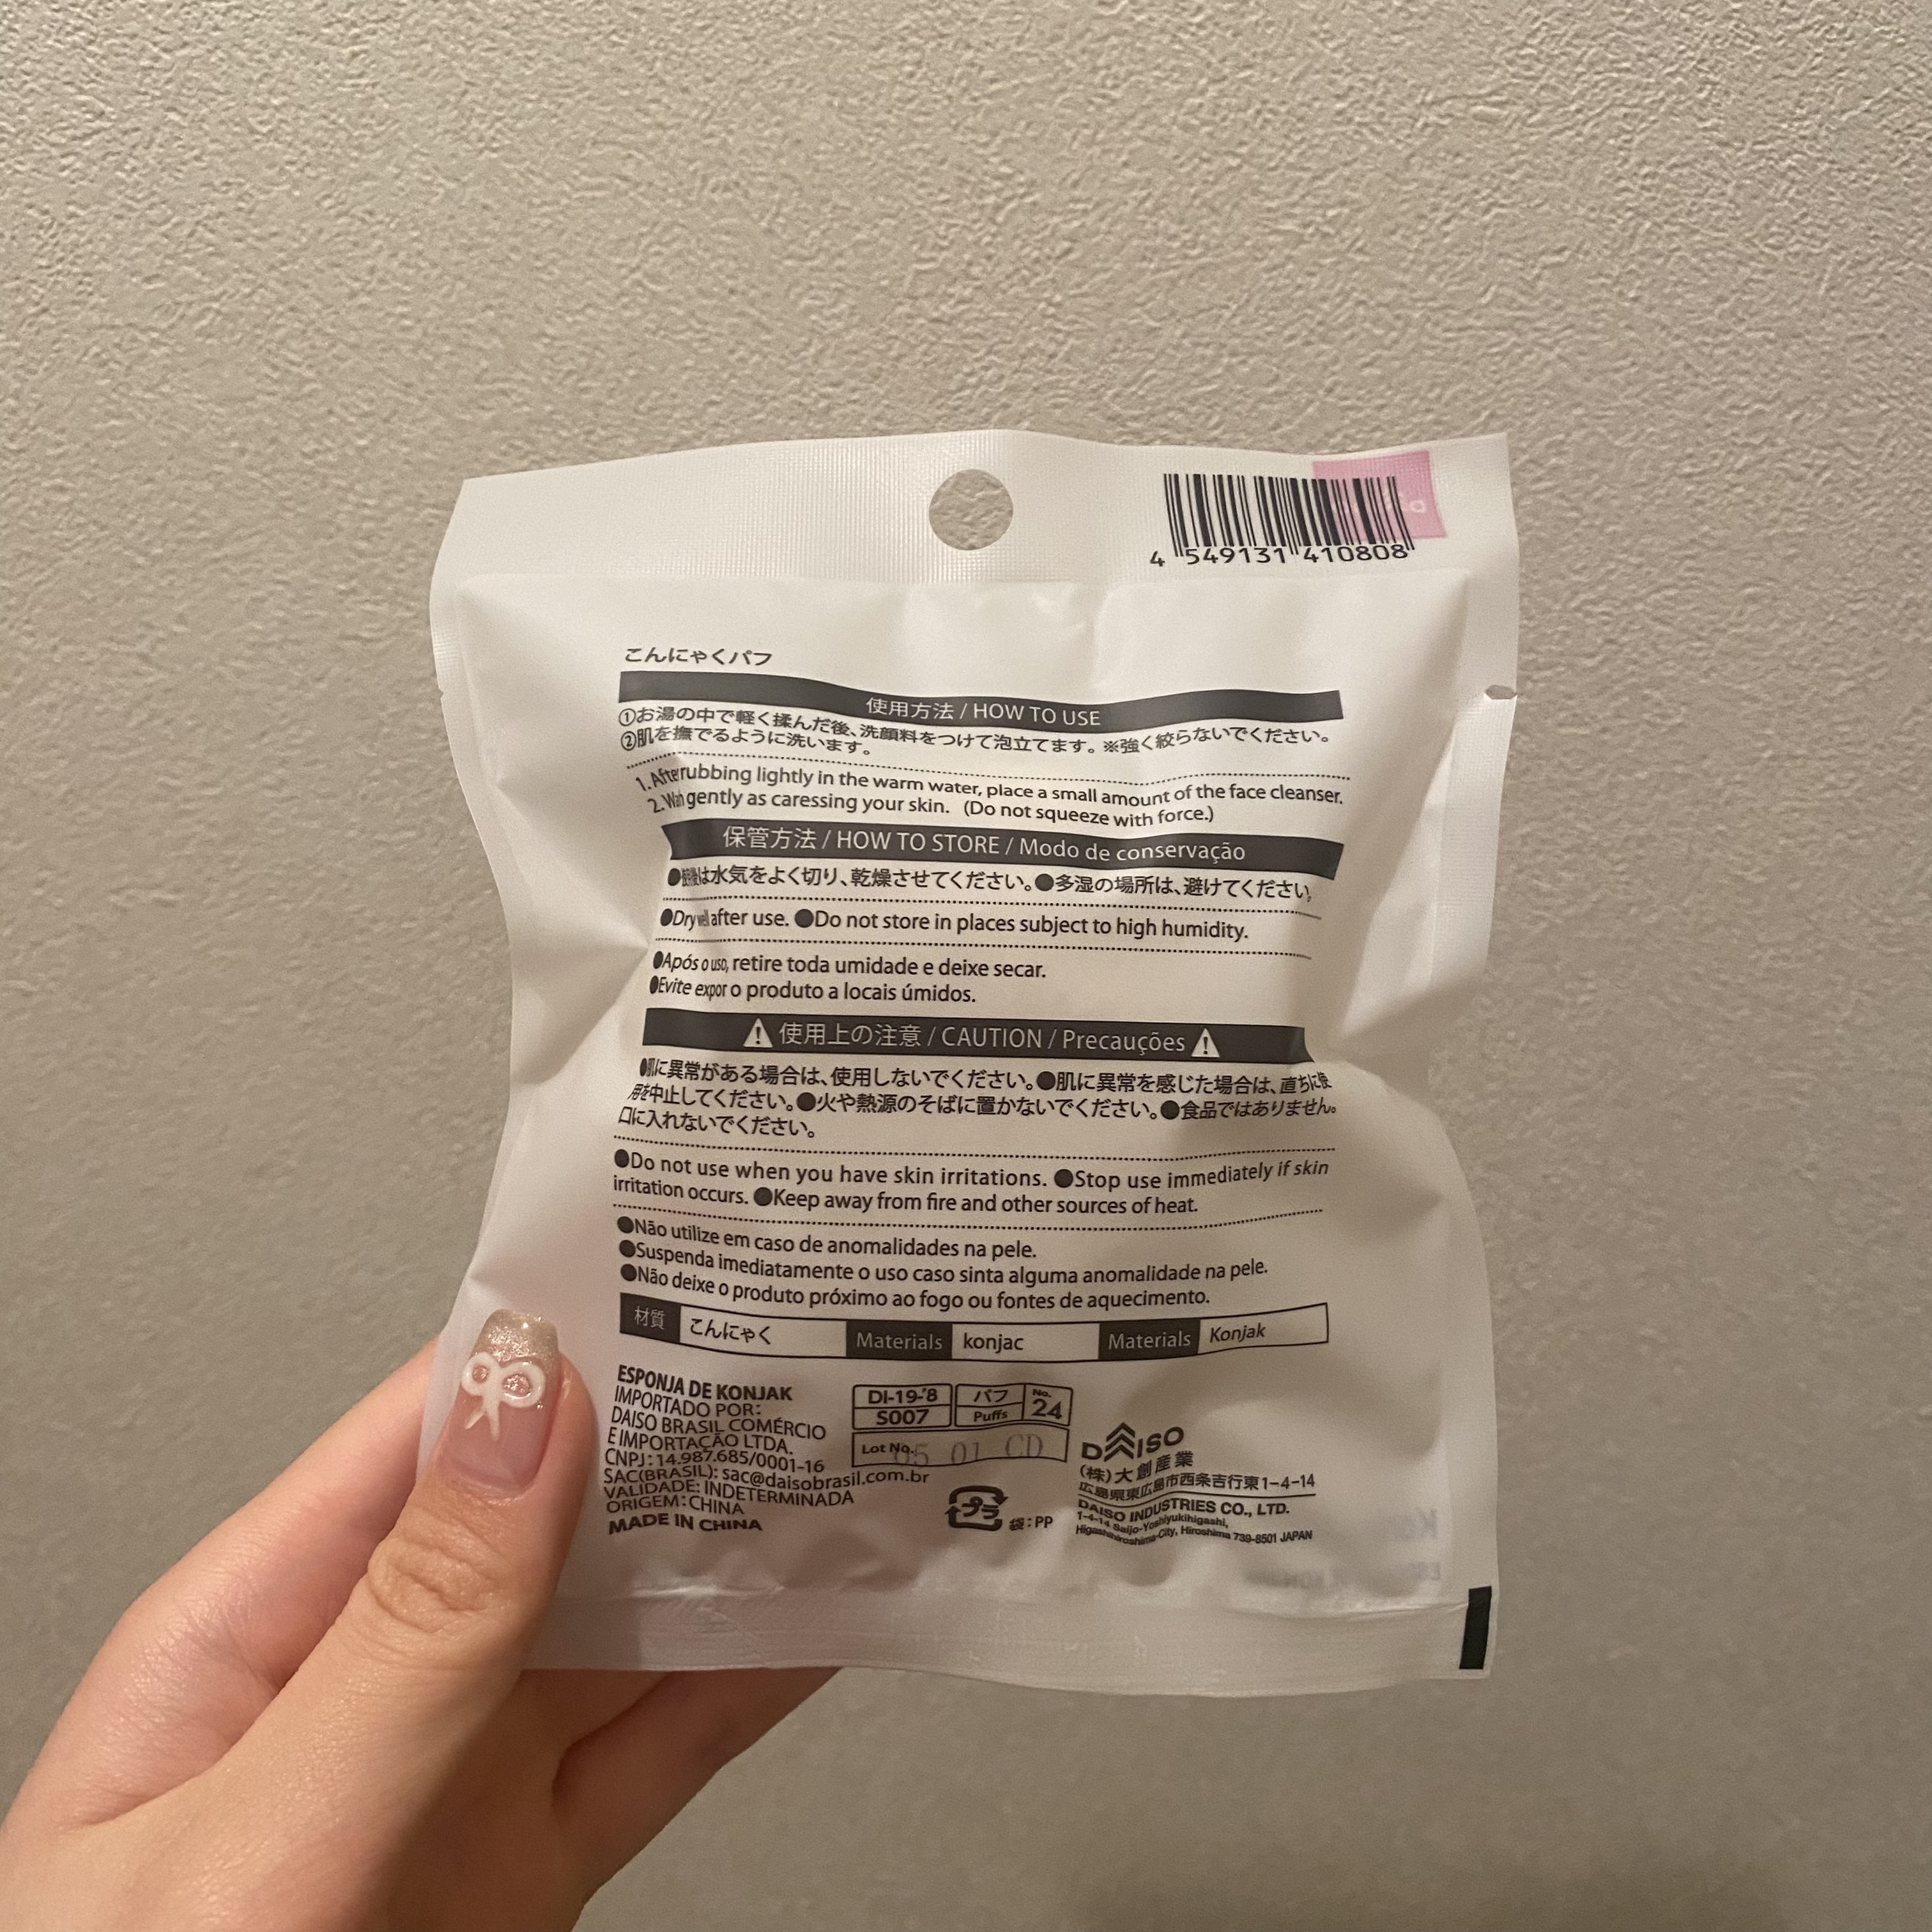 4 549131 410808
こんにゃくパフ
使用方法 / HOW TO USE
①お湯の中で軽く揉んだ後、洗顔料をつけて泡立てます。※強く絞らないでください。
②肌を撫でるように洗います。
1. After rubbing lightly in the warm water, place a small amount of the face cleanser.
2. Wash gently as caressing your skin. (Do not squeeze with force.)
保管方法 / HOW TO STORE / Modo de conservação
●使用後は水気をよく切り、乾燥させてください。●多湿の場所は、避けてください。
●Dry well after use. ●Do not store in places subject to high humidity.
●Após o uso, retire toda umidade e deixe secar.
●Evite expor o produto a locais úmidos.
使用上の注意 / CAUTION / Precauções
●肌に異常がある場合は、使用しないでください。●肌に異常を感じた場合は、直ちに使
用を中止してください。●火や熱源のそばに置かないでください。●食品ではありません。
口に入れないでください。
●Do not use when you have skin irritations. ●Stop use immediately if skin
irritation occurs. ●Keep away from fire and other sources of heat.
●Não utilize em caso de anomalidades na pele.
●Suspenda imediatamente o uso caso sinta alguma anomalidade na pele.
●Não deixe o produto próximo ao fogo ou fontes de aquecimento.
材質 こんにゃく Materials konjac Materials Konjak
ESPONJA DE KONJAK
IMPORTADO POR:
DAISO BRASIL COMÉRCIO
E IMPORTAÇÃO LTDA.
CNPJ: 14.987.685/0001-16
SAC(BRASIL): sac@daisobrasil.com.br
VALIDADE: INDETERMINADA
ORIGEM: CHINA
MADE IN CHINA
DI-19-'8
S007
パフ
Puffs
No.
24
Lot No. 05 01 CD
プラ
袋:PP
DAISO
(株)大創産業
広島県東広島市西条吉行東1-4-14
DAISO INDUSTRIES CO., LTD.
1-4-14 Saijo-Yoshiyukihigashi,
Higashihiroshima-City, Hiroshima 739-8501 JAPAN